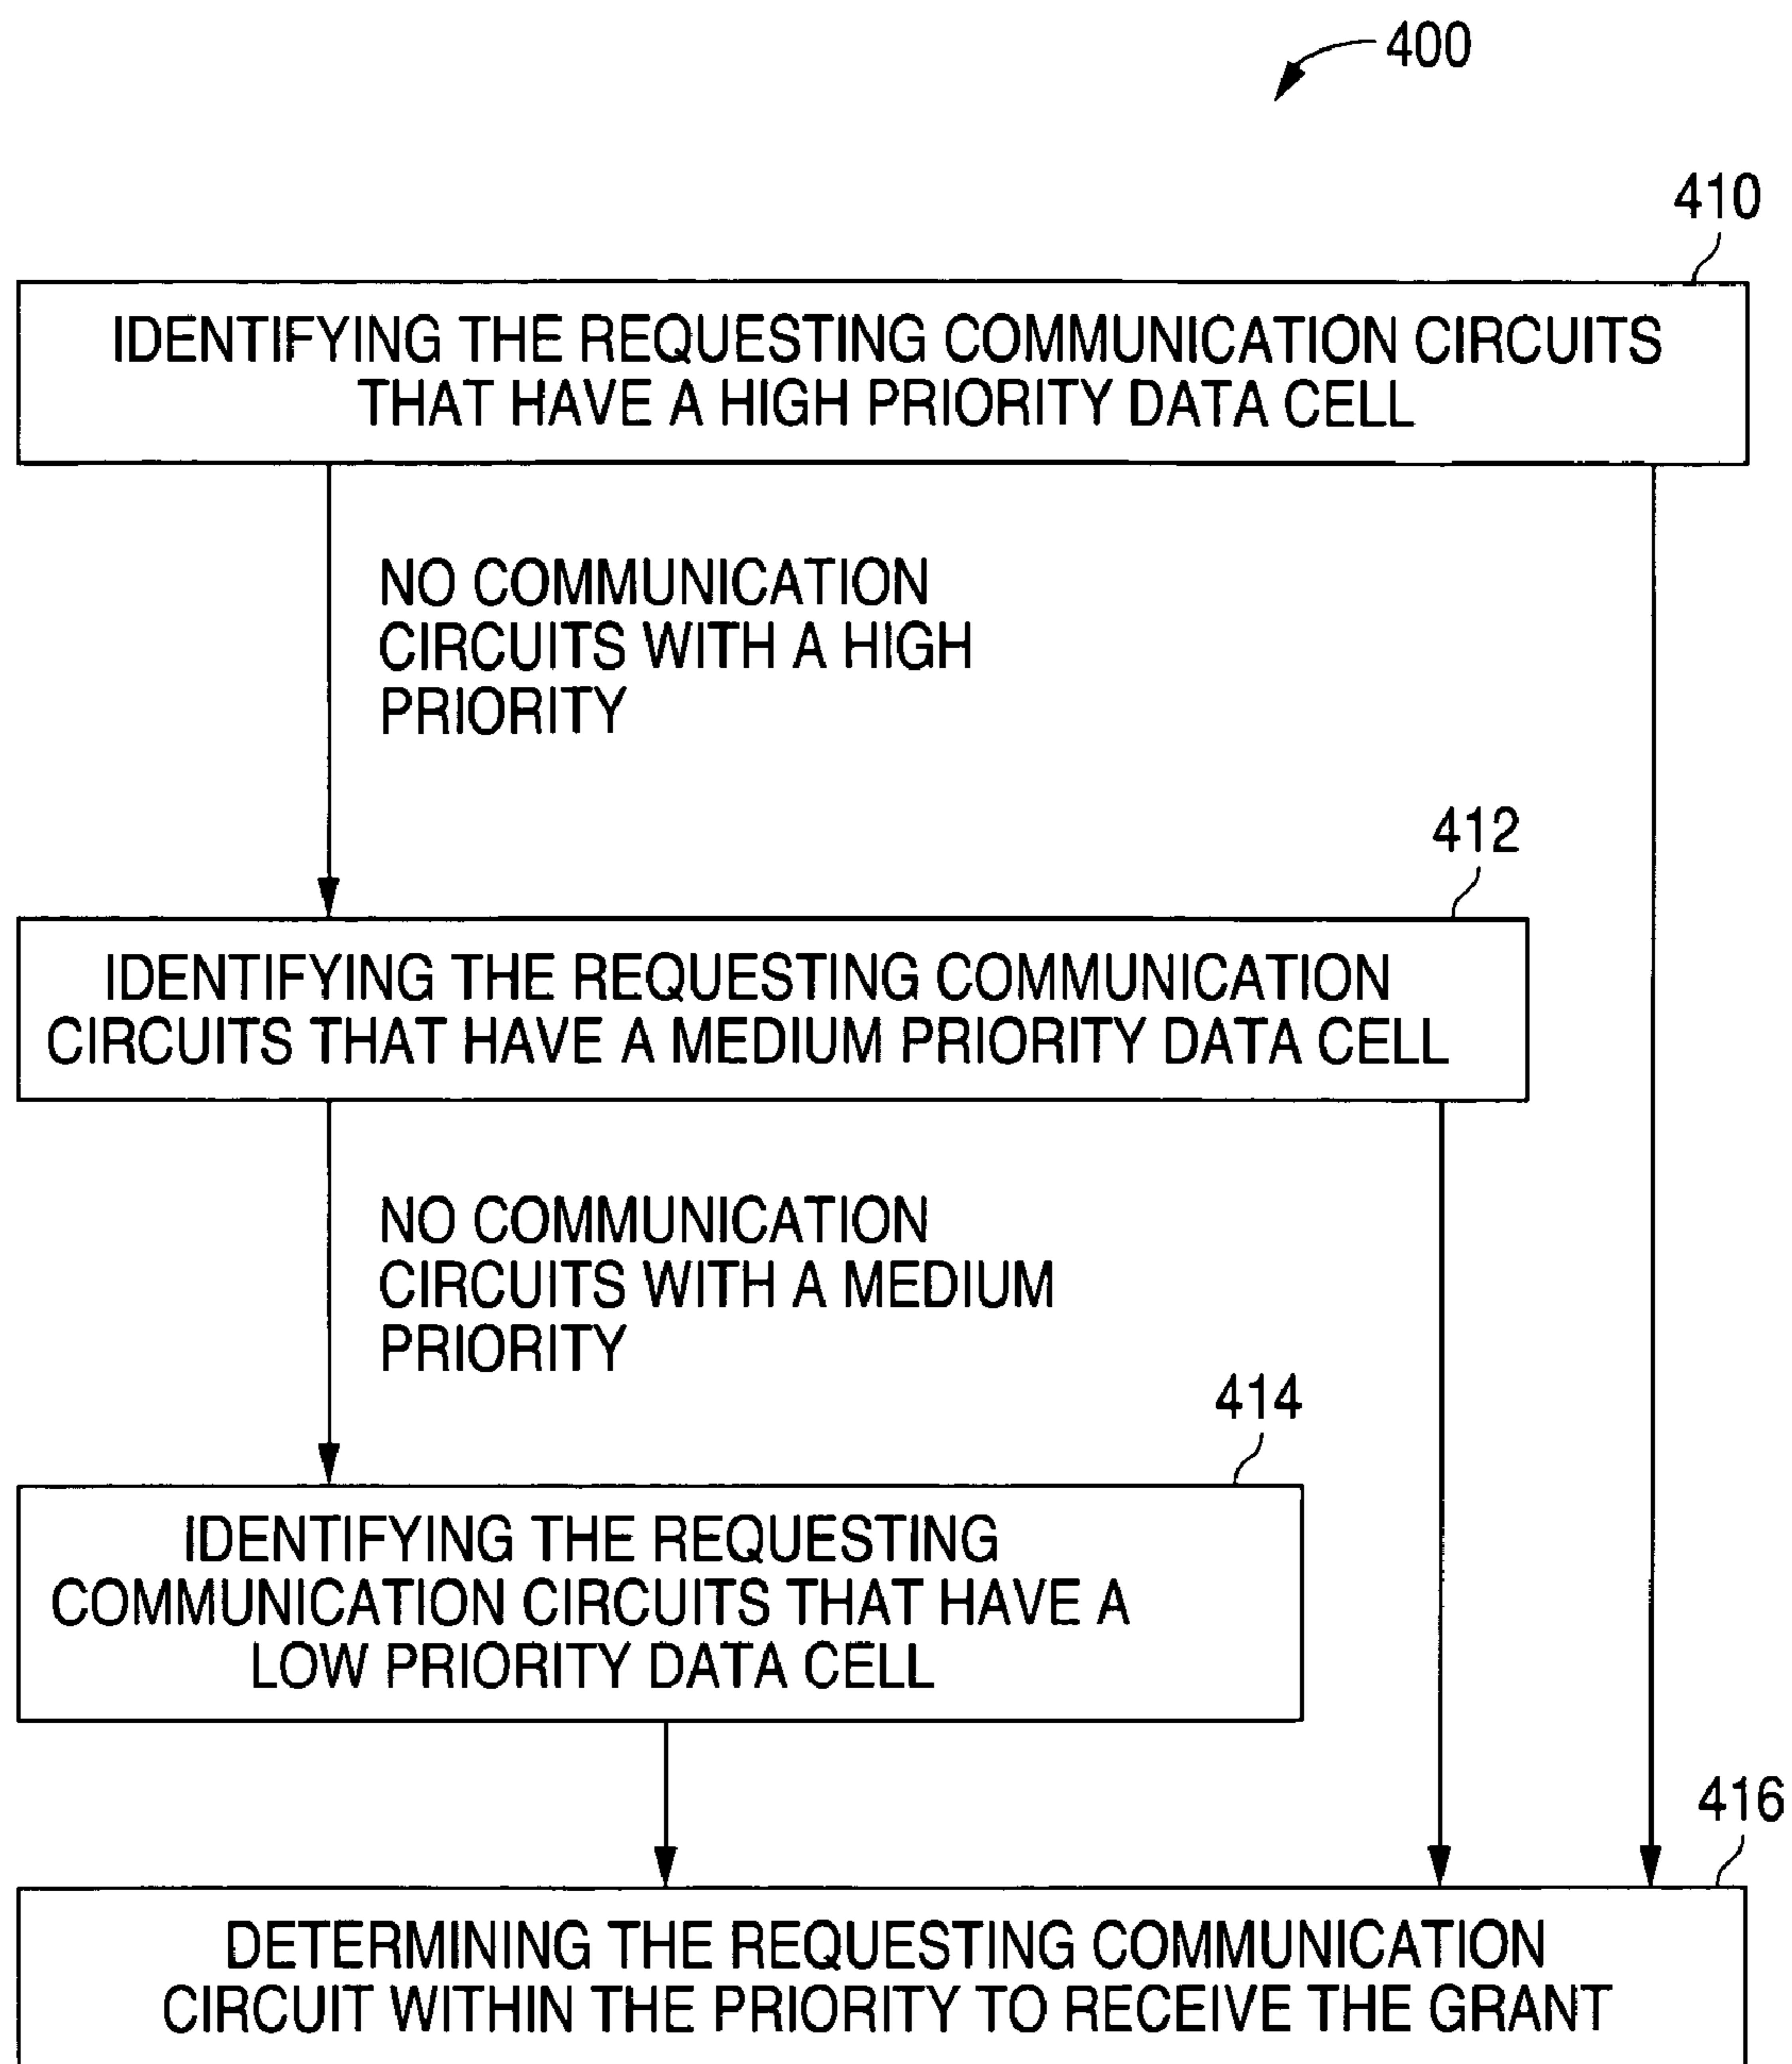 400
410
IDENTIFYING THE REQUESTING COMMUNICATION CIRCUITS
THAT HAVE A HIGH PRIORITY DATA CELL
NO COMMUNICATION
CIRCUITS WITH A HIGH
PRIORITY
412
IDENTIFYING THE REQUESTING COMMUNICATION
CIRCUITS THAT HAVE A MEDIUM PRIORITY DATA CELL
NO COMMUNICATION
CIRCUITS WITH A MEDIUM
PRIORITY
414
IDENTIFYING THE REQUESTING
COMMUNICATION CIRCUITS THAT HAVE A
LOW PRIORITY DATA CELL
416
DETERMINING THE REQUESTING COMMUNICATION
CIRCUIT WITHIN THE PRIORITY TO RECEIVE THE GRANT